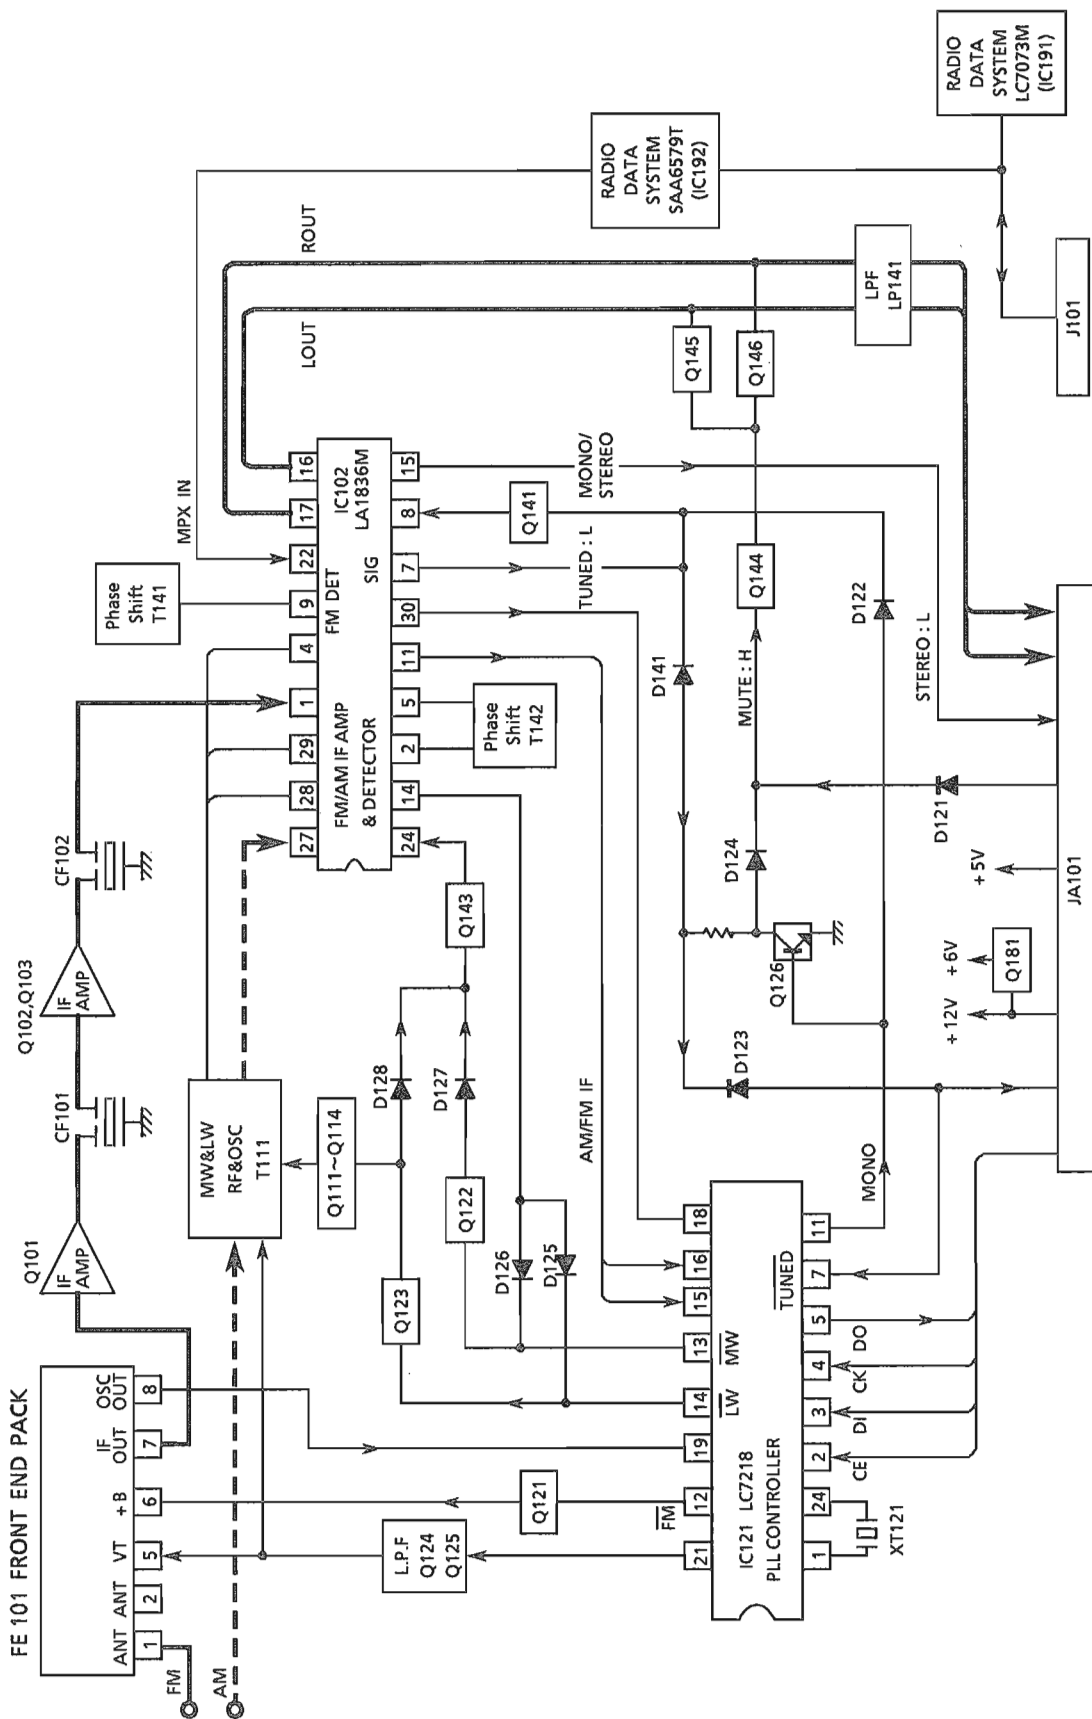 FE 101 FRONT END PACK
ANT
ANT
VT
+B
IF
OUT
OSC
OUT
1
2
5
6
7
8
FM
AM
Q101
IF
AMP
CF101
Q102,Q103
IF
AMP
CF102
MW&LW
RF&OSC
T111
Q111~Q114
L.P.F
Q124
Q125
Q121
Q123
Q122
D128
D127
D126
D125
Q143
Phase
Shift
T141
MPX IN
27
28
29
1
4
9
22
17
16
FM/AM IF AMP
& DETECTOR
FM DET
SIG
IC102
LA1836M
24
14
2
5
11
30
7
8
15
Phase
Shift
T142
LOUT
ROUT
AM/FM IF
TUNED : L
Q141
MONO/
STEREO
Q145
Q146
Q144
MUTE : H
D141
D122
STEREO : L
RADIO
DATA
SYSTEM
SAA6579T
(IC192)
RADIO
DATA
SYSTEM
LC7073M
(IC191)
LPF
LP141
J101
21
12
19
14
13
15
16
18
FM
LW
MW
IC121 LC7218
PLL CONTROLLER
TUNED
1
24
2
3
4
5
7
11
XT121
CE
DI
CK
DO
MONO
D123
Q126
D124
D121
+12V
+6V
Q181
+5V
JA101